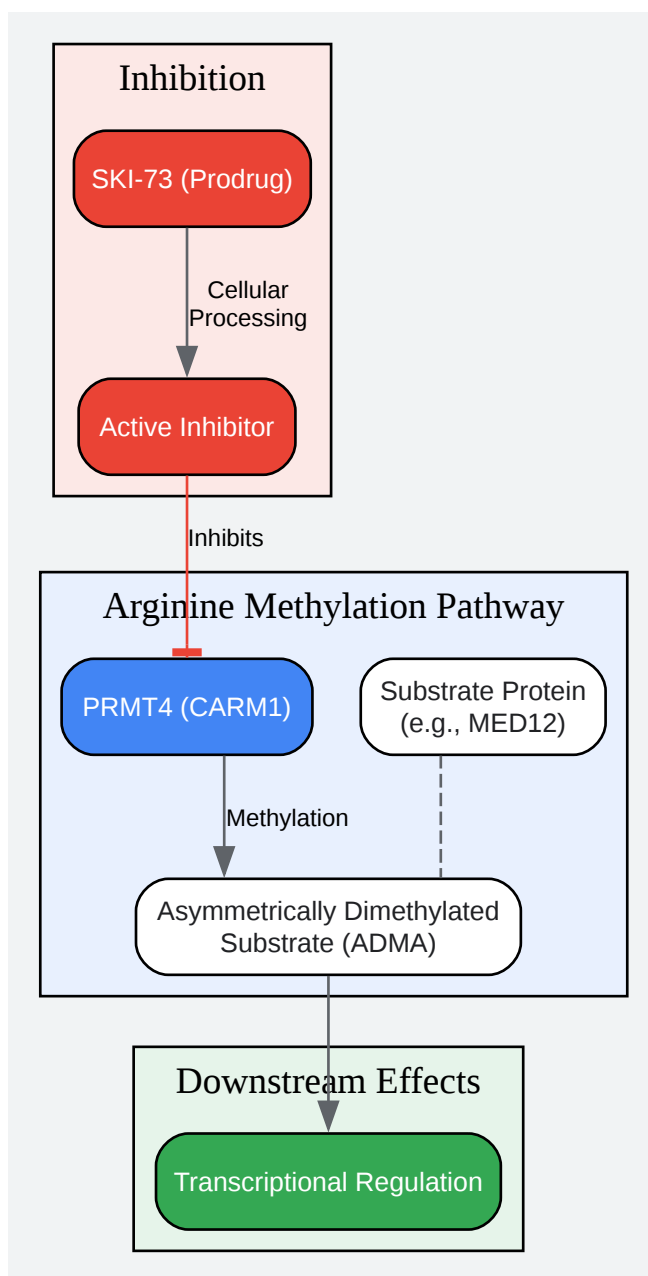 Inhibition
SKI-73 (Prodrug)
Cellular
Processing
Active Inhibitor
Inhibits
Arginine Methylation Pathway
PRMT4 (CARM1)
Substrate Protein
(e.g., MED12)
Methylation
Asymmetrically Dimethylated
Substrate (ADMA)
Downstream Effects
Transcriptional Regulation